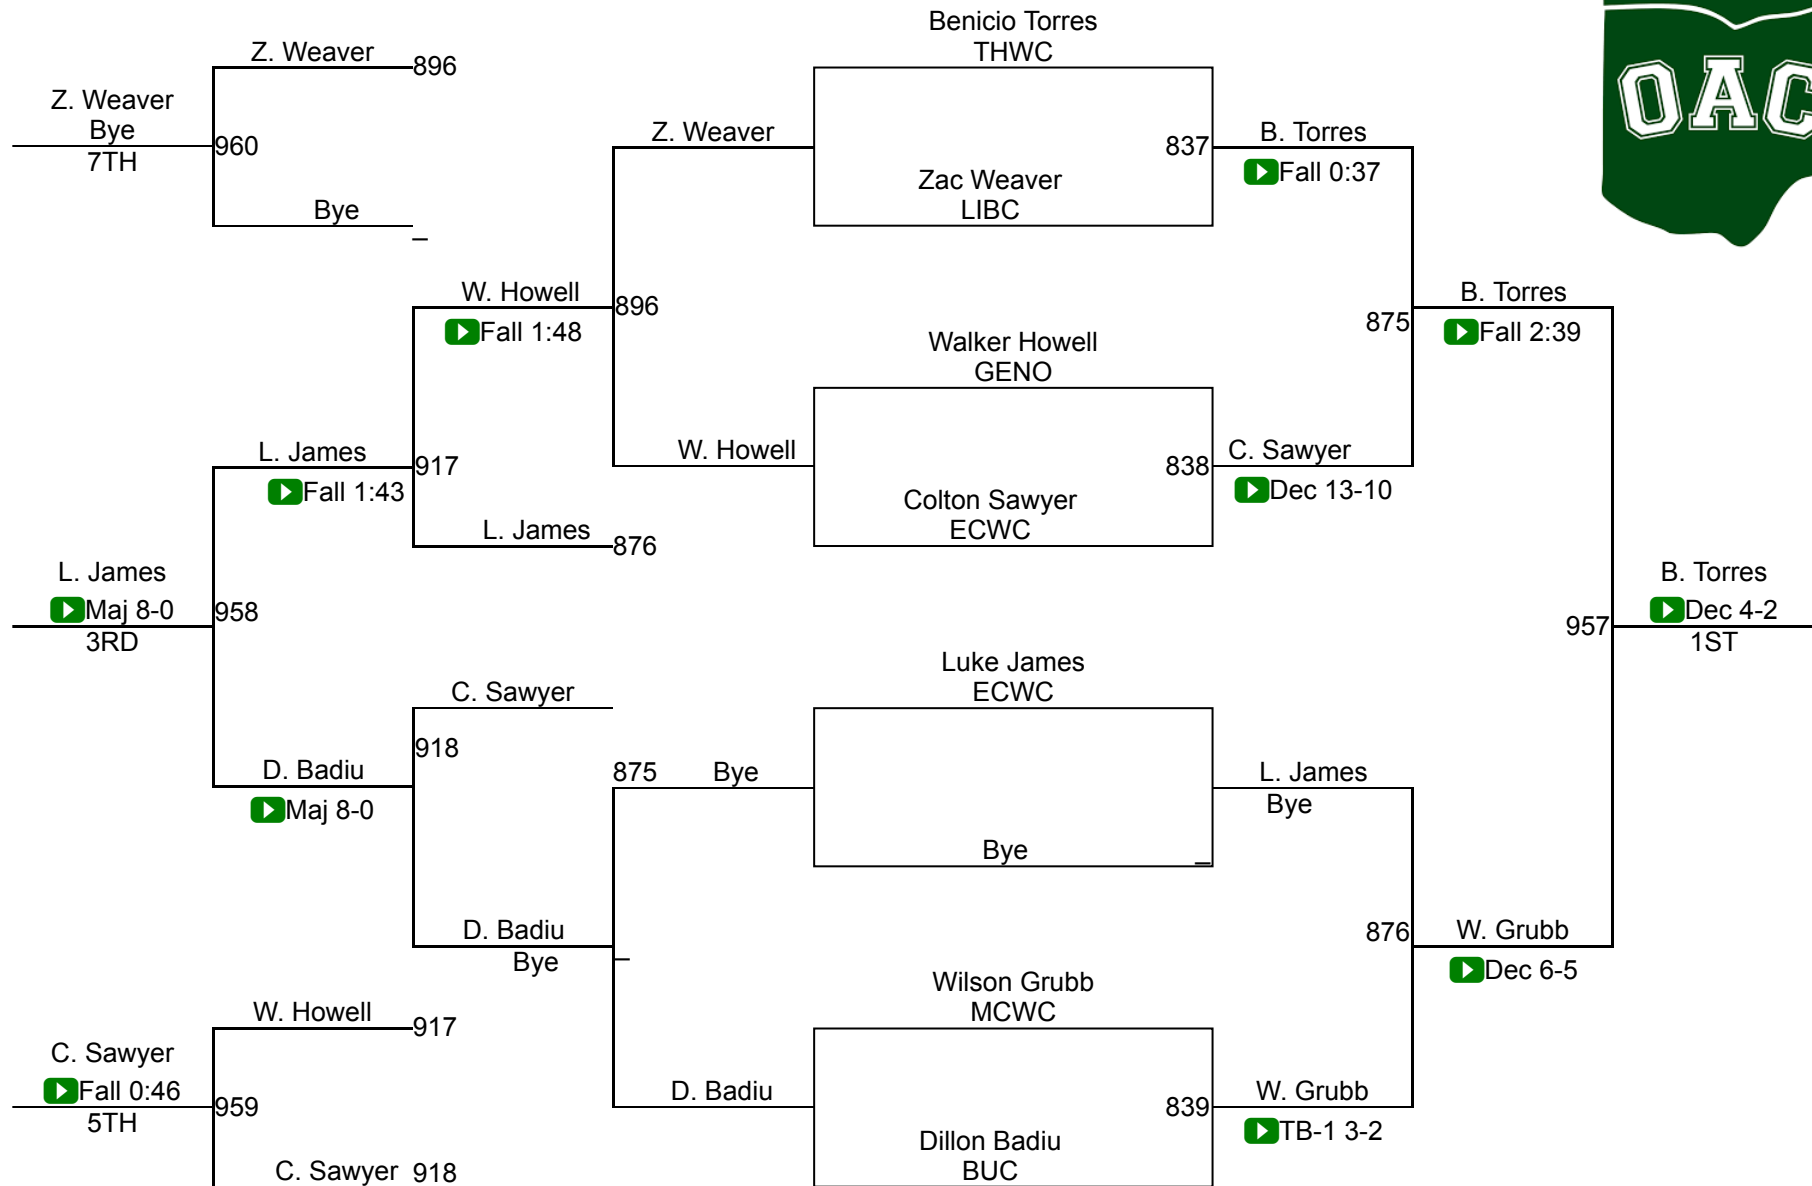 Benicio Torres
THWC
OAC
Z. Weaver
896
Z. Weaver
Bye
7TH
960
Z. Weaver
837
B. Torres
Fall 0:37
Zac Weaver
LIBC
Bye
_
W. Howell
896
Fall 1:48
B. Torres
875
Fall 2:39
Walker Howell
GENO
L. James
917
Fall 1:43
W. Howell
838
C. Sawyer
Dec 13-10
Colton Sawyer
ECWC
L. James
876
L. James
Maj 8-0
3RD
958
B. Torres
957
Dec 4-2
1ST
Luke James
ECWC
C. Sawyer
918
D. Badiu
Maj 8-0
875
Bye
L. James
Bye
Bye
_
D. Badiu
Bye
_
876
W. Grubb
Dec 6-5
Wilson Grubb
MCWC
W. Howell
917
C. Sawyer
Fall 0:46
5TH
959
D. Badiu
839
W. Grubb
TB-1 3-2
Dillon Badiu
BUC
C. Sawyer
918